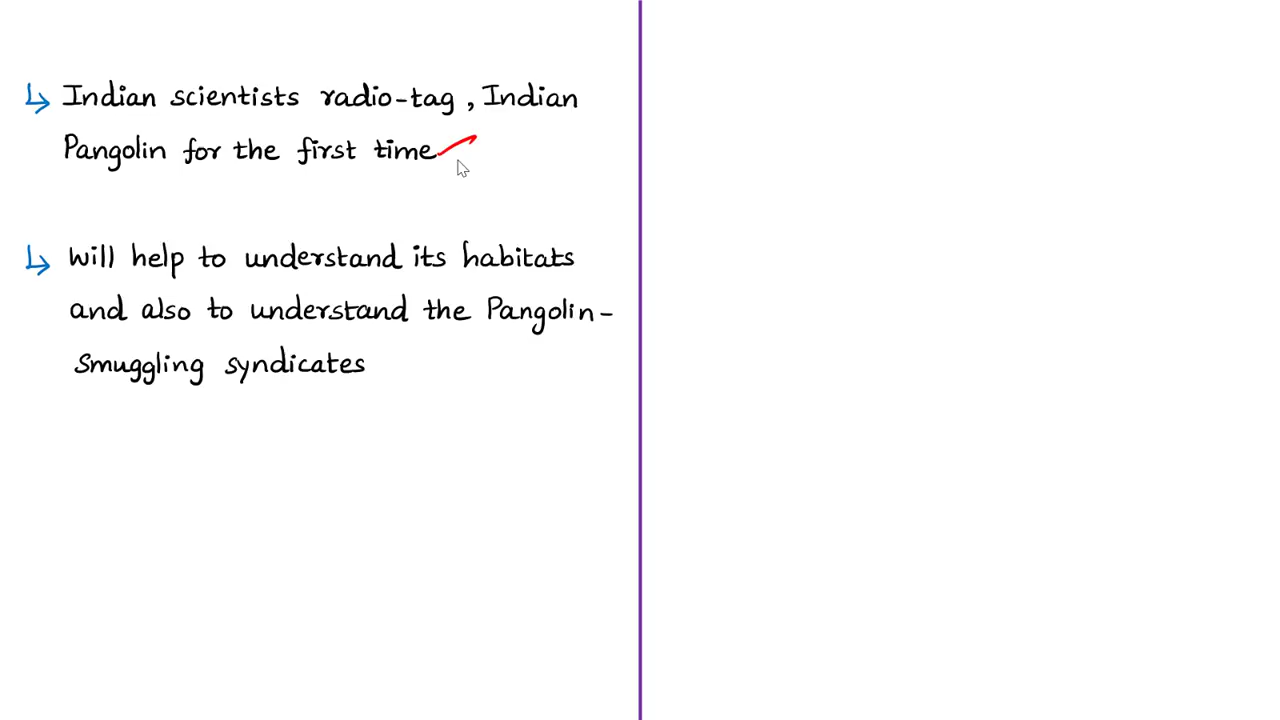 Indian scientists radio-tag, Indian
Pangolin for the first time
will help to understand its habitats
and also to understand the Pangolin-
smuggling syndicates